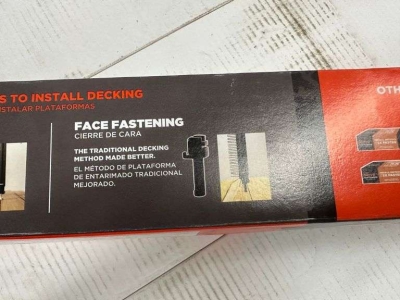 S TO INSTALL DECKING
NSTALAR PLATAFORMAS
FACE FASTENING
CIERRE DE CARA
THE TRADITIONAL DECKING
METHOD MADE BETTER.
EL MÉTODO DE PLATAFORMA
DE ENTARIMADO TRADICIONAL
MEJORADO.
OTH